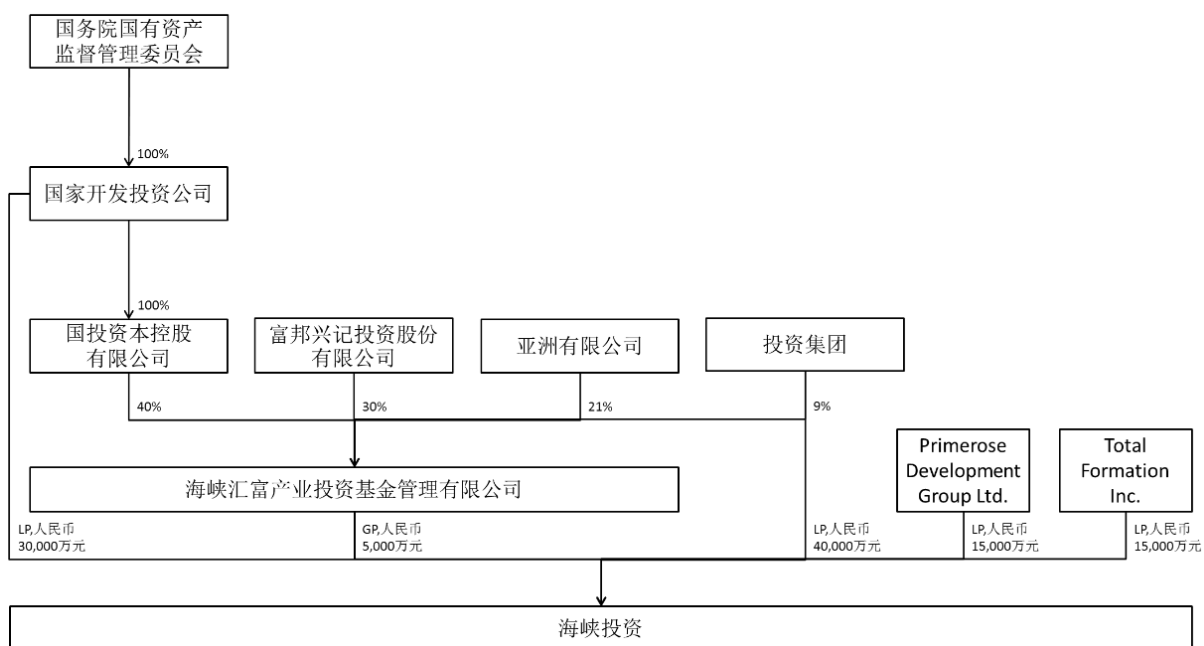 国务院国有资产
监督管理委员会
100%
国家开发投资公司
100%
国投资本控股
有限公司
富邦兴记投资股份
有限公司
亚洲有限公司
投资集团
40%
30%
21%
9%
Primerose
Development
Group Ltd.
Total
Formation
Inc.
海峡汇富产业投资基金管理有限公司
LP,人民币
30,000万元
GP,人民币
5,000万元
LP,人民币
40,000万元
LP,人民币
15,000万元
LP,人民币
15,000万元
海峡投资